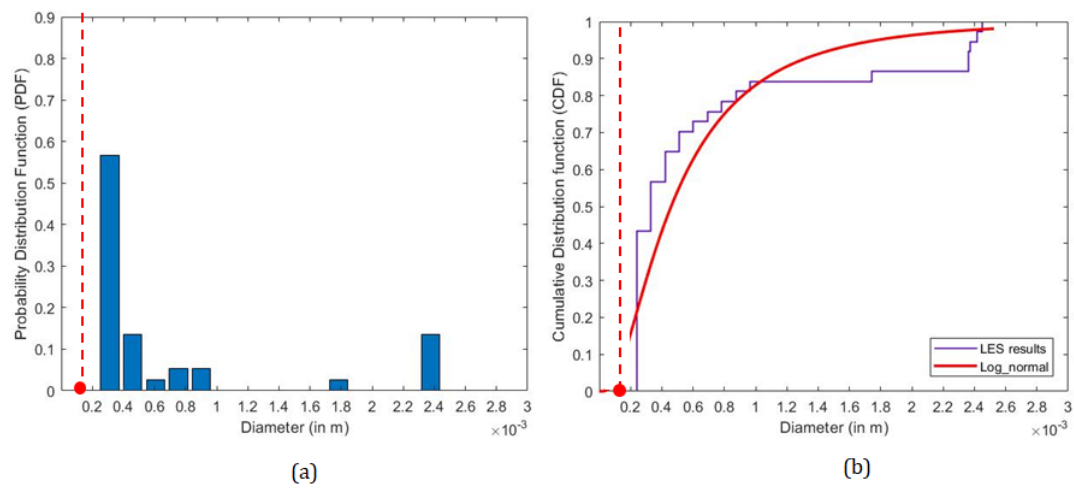 0.9
0.8
0.7
0.6
0.5
0.4
0.3
0.2
0.1
0
Probability Distribution Function (PDF)
0.2 0.4 0.6 0.8 1 1.2 1.4 1.6 1.8 2 2.2 2.4 2.6 2.8 3
Diameter (in m)
×10⁻³
(a)
1
0.9
0.8
0.7
0.6
0.5
0.4
0.3
0.2
0.1
0
Cumulative Distribution function (CDF)
LES results
Log_normal
0.2 0.4 0.6 0.8 1 1.2 1.4 1.6 1.8 2 2.2 2.4 2.6 2.8 3
Diameter (in m)
×10⁻³
(b)